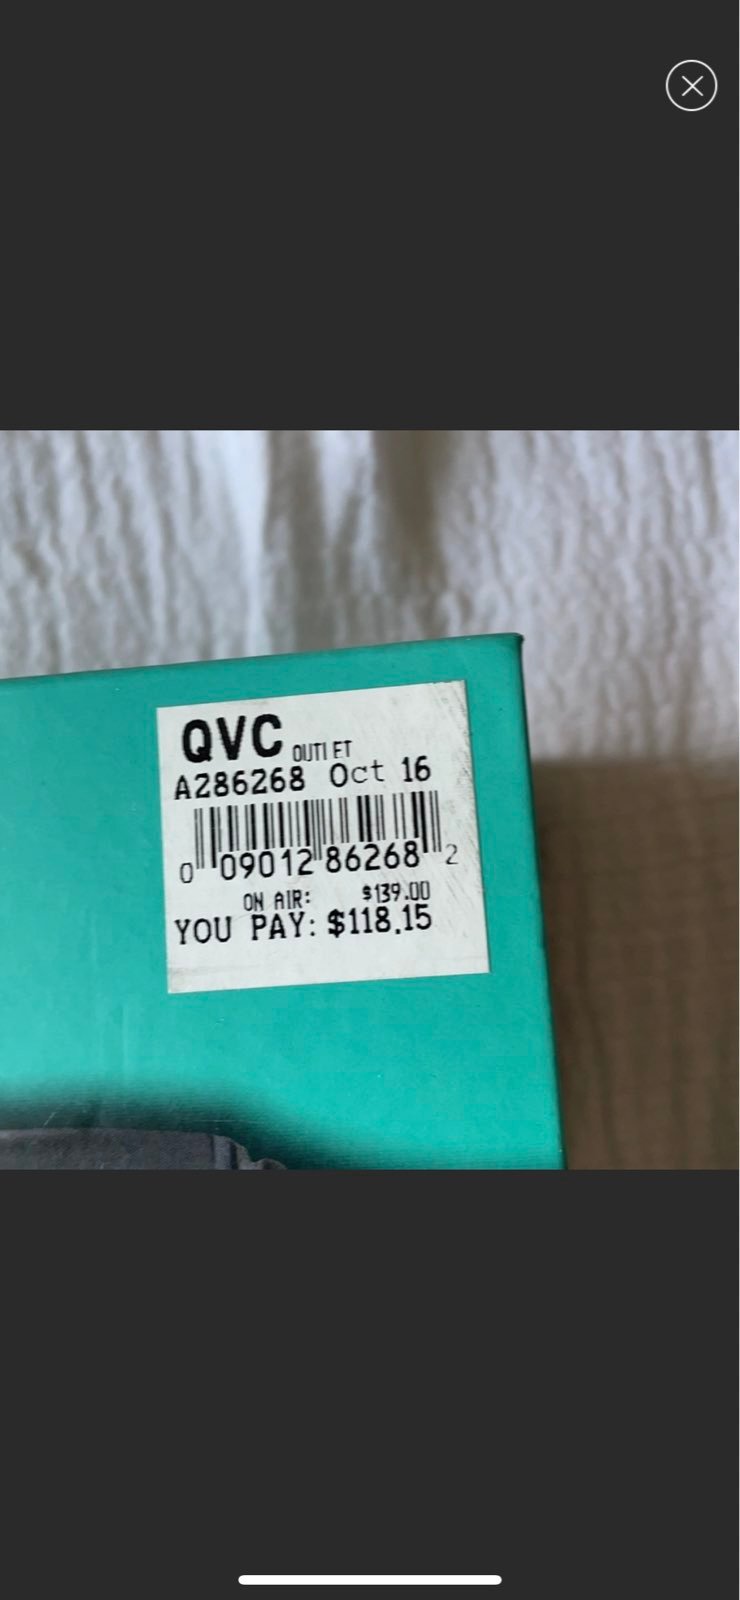 QVC OUTLET
A286268 Oct 16
0 09012 86268 2
ON AIR: $139.00
YOU PAY: $118.15